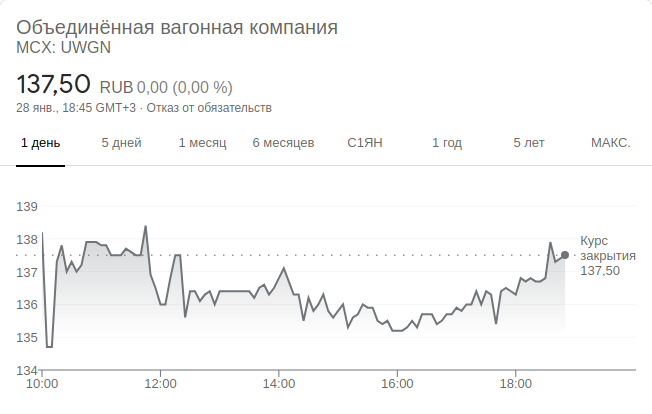 Объединённая вагонная компания
MCX: UWGN
137,50 RUB 0,00 (0,00 %)
28 янв., 18:45 GMT+3 · Отказ от обязательств
1 день 5 дней 1 месяц 6 месяцев С1ЯН 1 год 5 лет МАКС.
139
138
137
136
135
134
Курс
закрытия
137,50
10:00 12:00 14:00 16:00 18:00